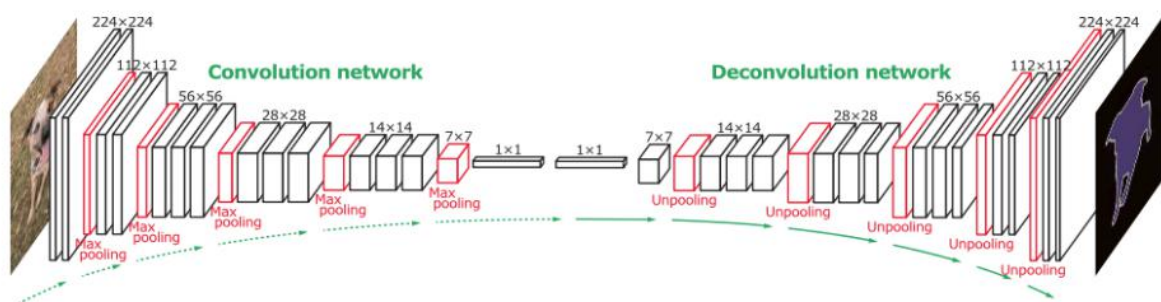 224×224
112×112
56×56
28×28
14×14
7×7
1×1
1×1
7×7
14×14
28×28
56×56
112×112
224×224
Convolution network
Deconvolution network
Max
pooling
Max
pooling
Max
pooling
Max
pooling
Max
pooling
Unpooling
Unpooling
Unpooling
Unpooling
Unpooling